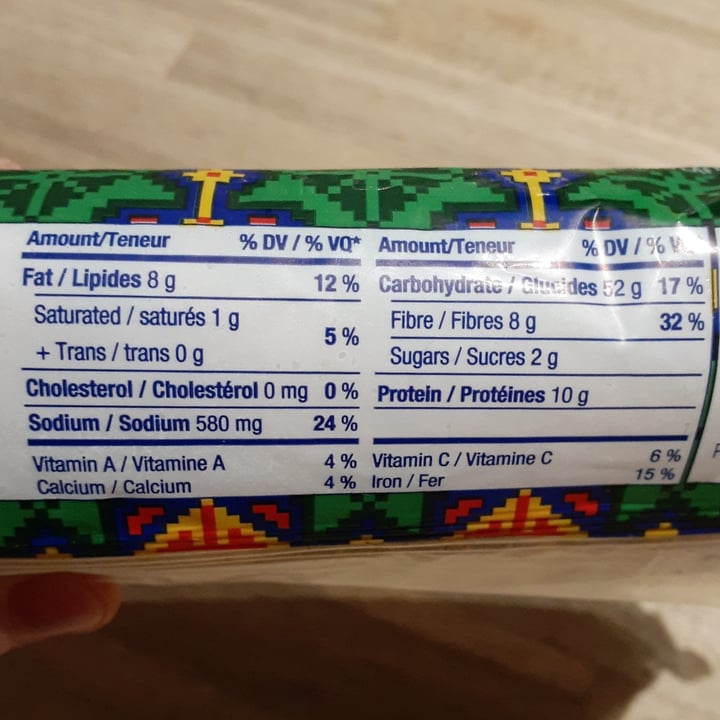 Amount/Teneur % DV / % VQ*
Fat / Lipides 8 g 12 %
Saturated / saturés 1 g
5 %
+ Trans / trans 0 g
Cholesterol / Cholestérol 0 mg 0 %
Sodium / Sodium 580 mg 24 %
Vitamin A / Vitamine A 4 %
Calcium / Calcium 4 %
Amount/Teneur % DV / %
Carbohydrate / Glucides 52 g 17 %
Fibre / Fibres 8 g 32 %
Sugars / Sucres 2 g
Protein / Protéines 10 g
Vitamin C / Vitamine C 6 %
Iron / Fer 15 %